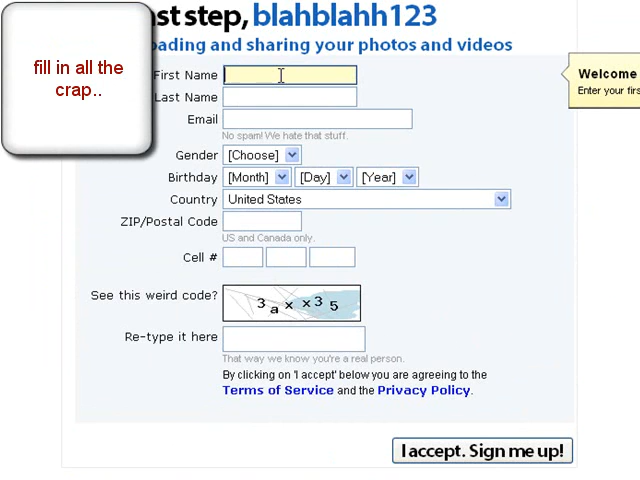 ast step, blahblahh123
oading and sharing your photos and videos
fill in all the
crap..
First Name
Welcome
Enter your firs
Last Name
Email
No spam! We hate that stuff.
Gender [Choose]
Birthday [Month] [Day] [Year]
Country United States
ZIP/Postal Code
US and Canada only.
Cell #
See this weird code? 3axx35
Re-type it here
That way we know you're a real person.
By clicking on 'I accept' below you are agreeing to the
Terms of Service and the Privacy Policy.
I accept. Sign me up!